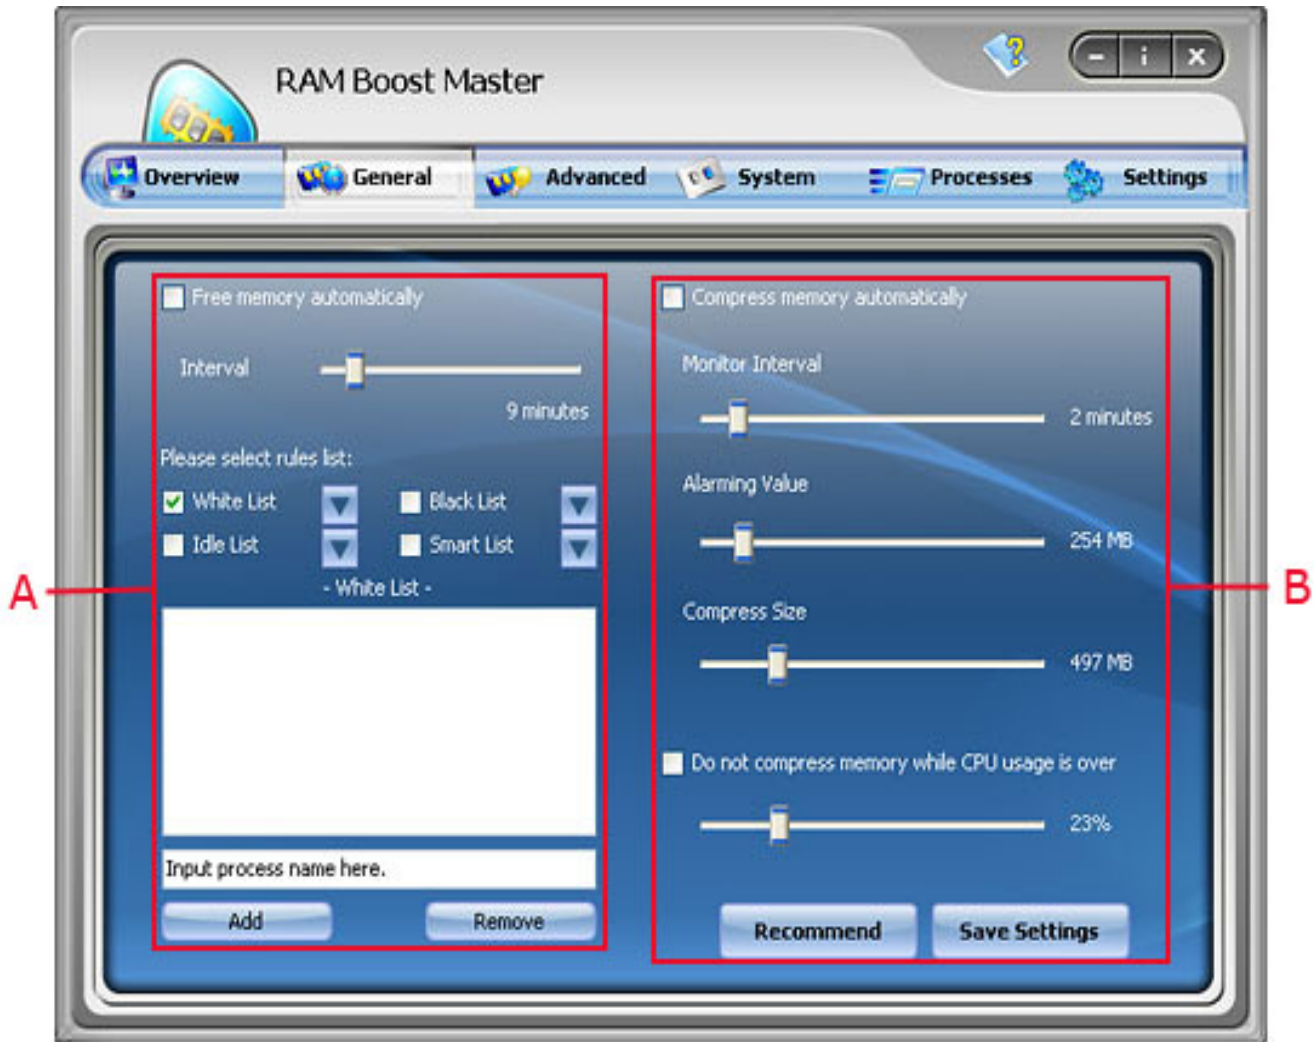 RAM Boost Master
?
- i x
Overview General Advanced System Processes Settings
A
Free memory automatically
Interval
9 minutes
Please select rules list:
White List Black List
Idle List Smart List
- White List -
Input process name here.
Add Remove
B
Compress memory automatically
Monitor Interval
2 minutes
Alarming Value
254 MB
Compress Size
497 MB
Do not compress memory while CPU usage is over
23%
Recommend Save Settings